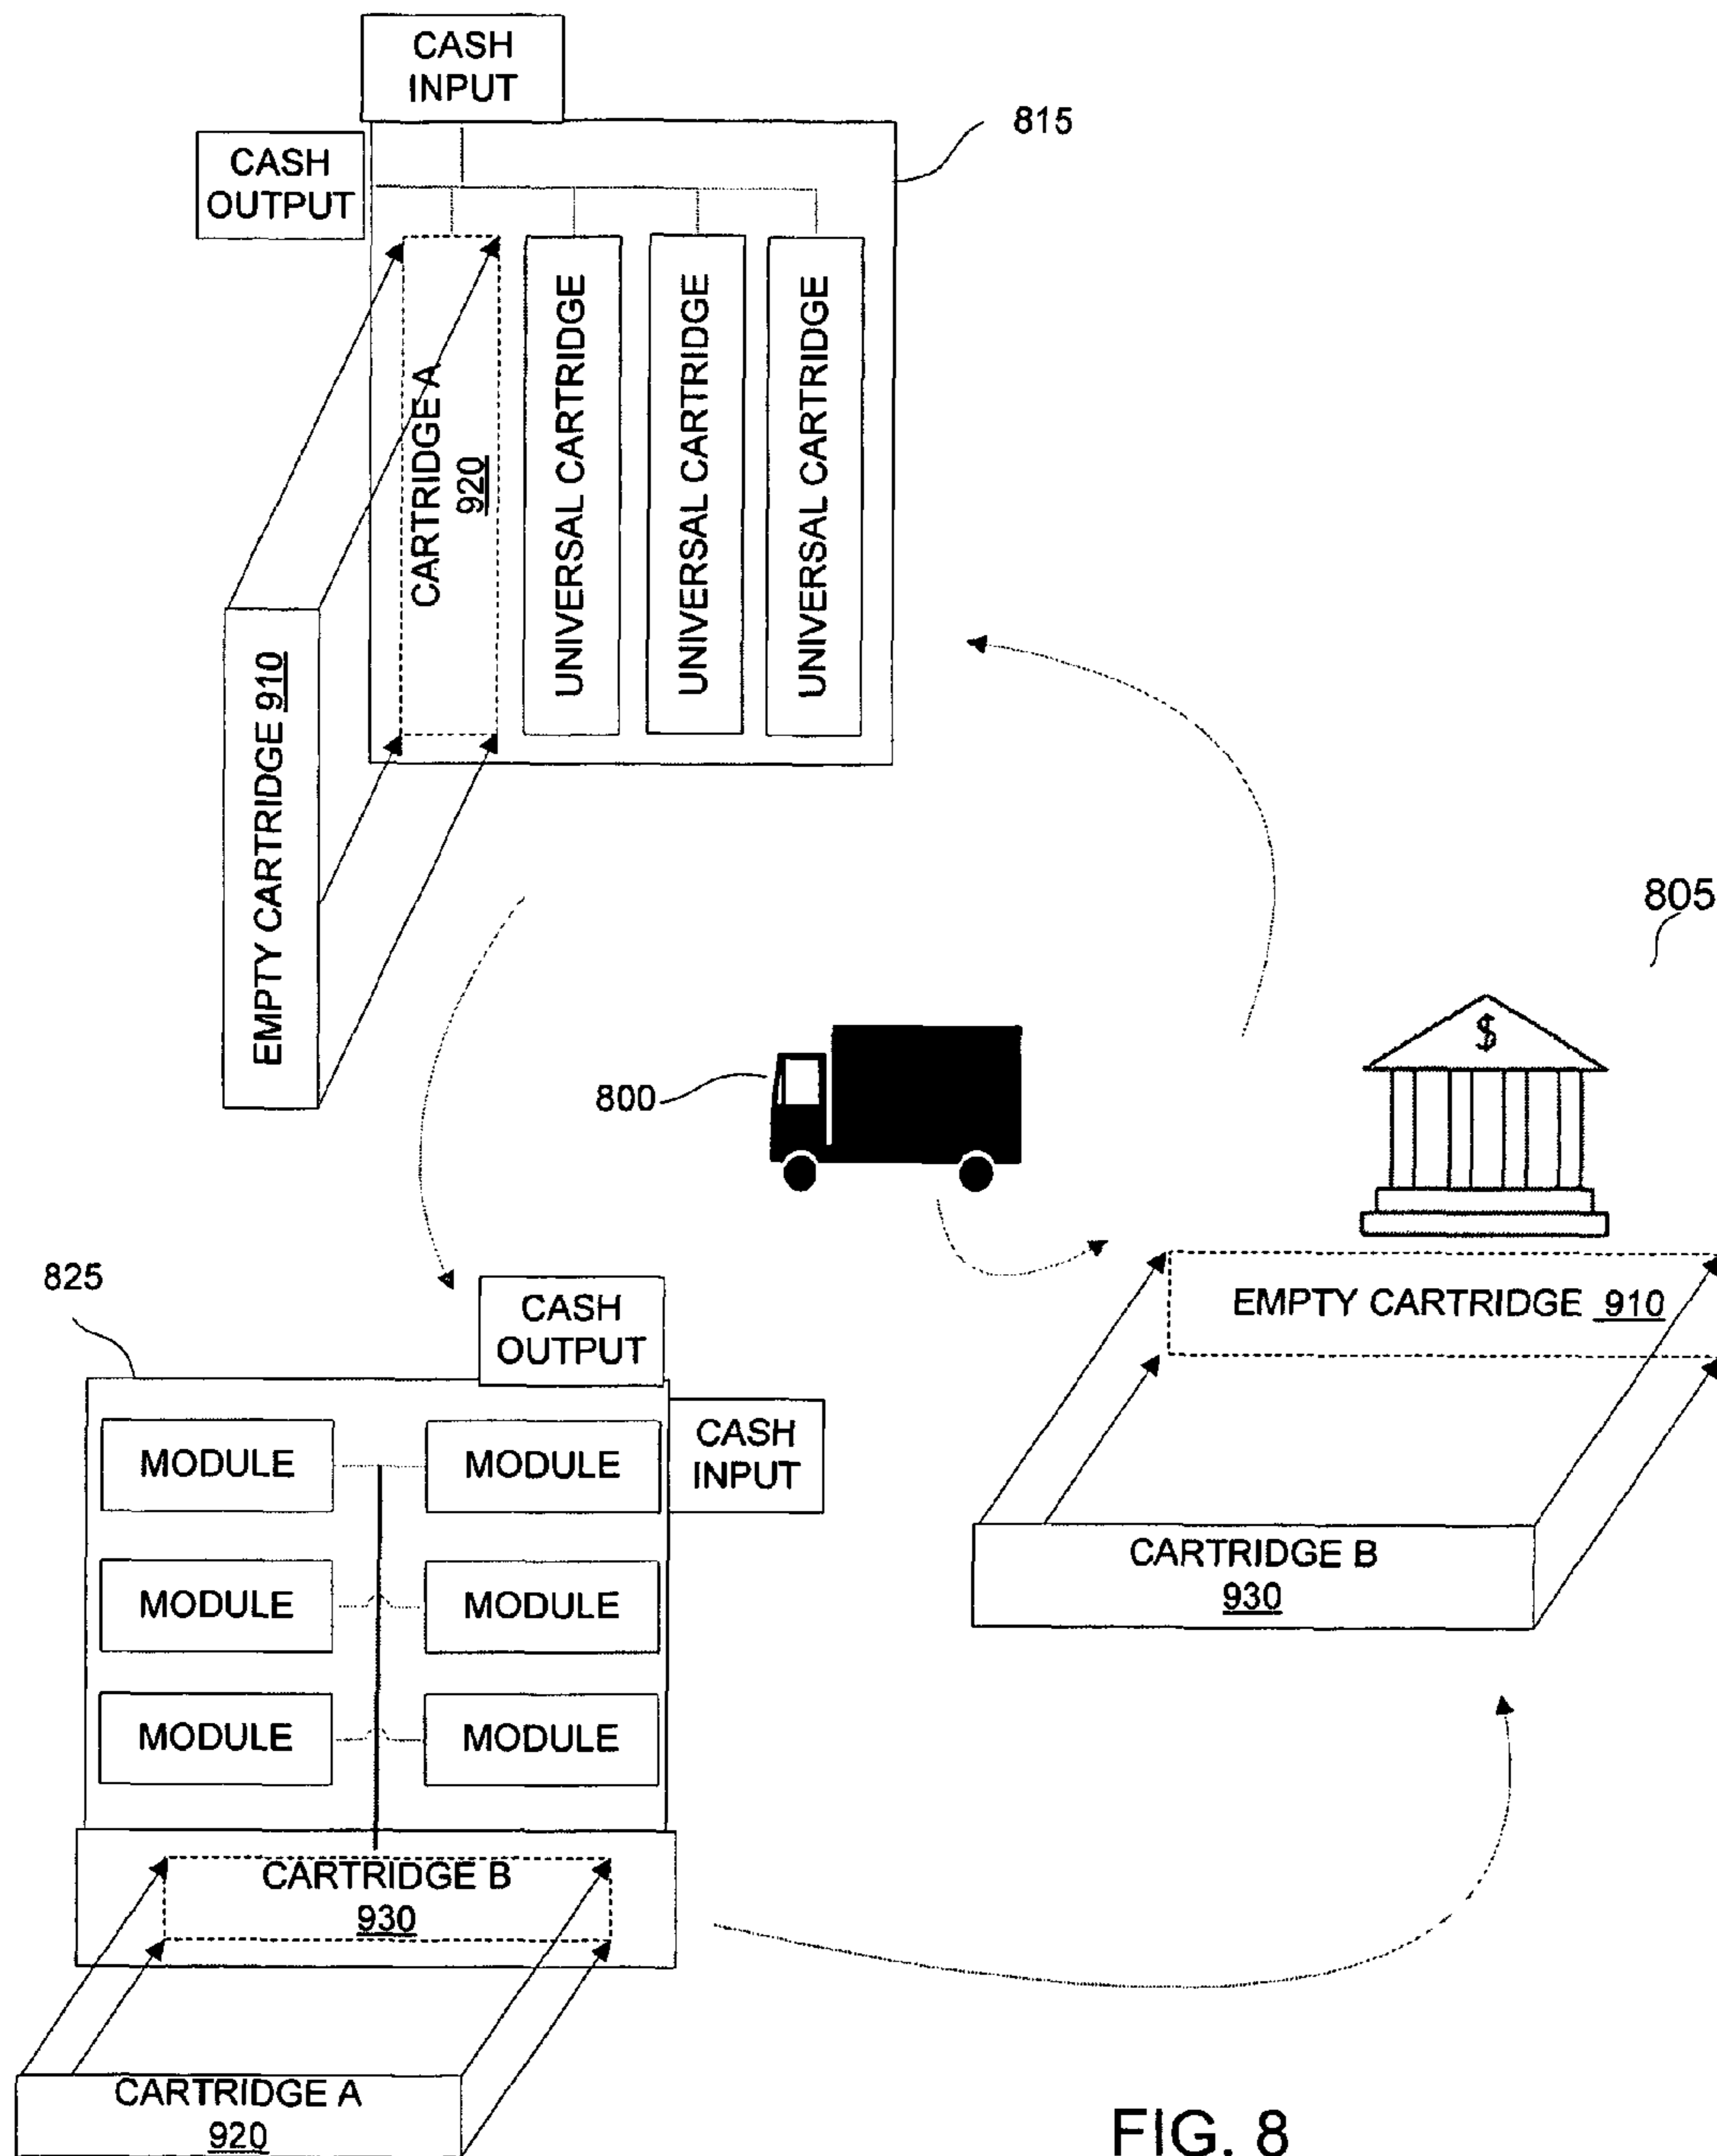 CASH
INPUT
815
CASH
OUTPUT
CARTRIDGE A
920
UNIVERSAL CARTRIDGE
UNIVERSAL CARTRIDGE
UNIVERSAL CARTRIDGE
EMPTY CARTRIDGE 910
805
$
800
EMPTY CARTRIDGE 910
825
CASH
OUTPUT
CASH
INPUT
MODULE
MODULE
MODULE
MODULE
MODULE
MODULE
CARTRIDGE B
930
CARTRIDGE B
930
CARTRIDGE A
920
FIG. 8